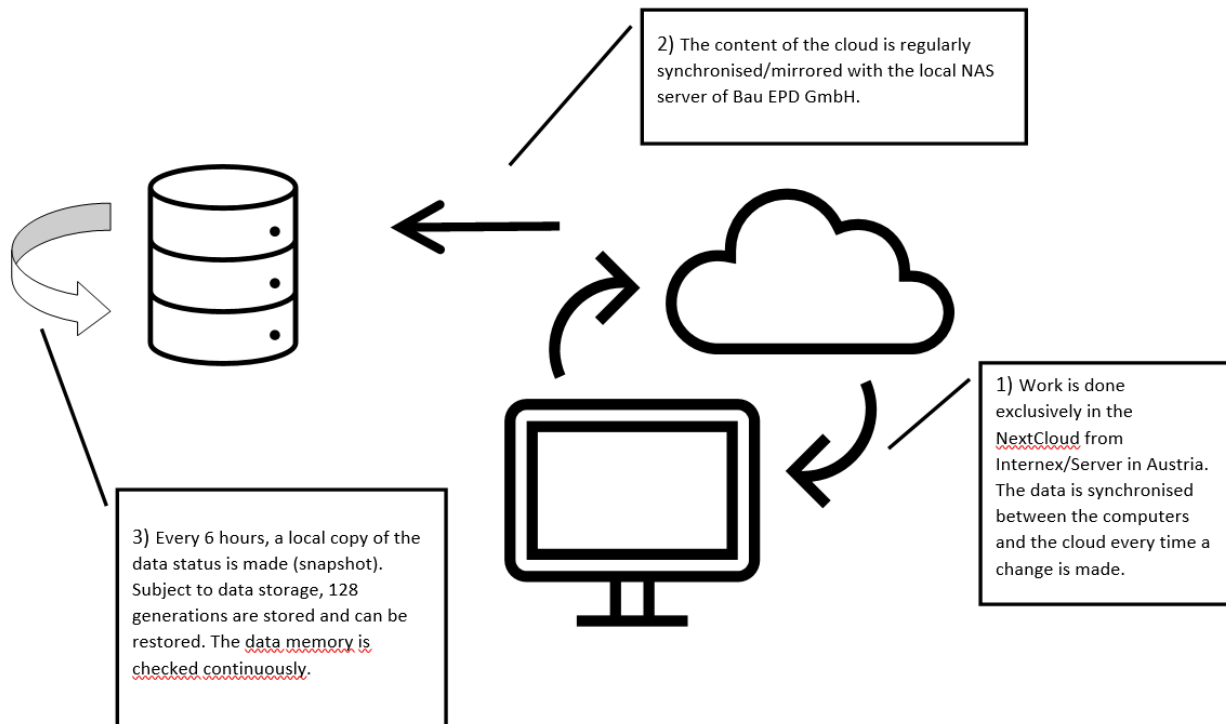 2) The content of the cloud is regularly
synchronised/mirrored with the local NAS
server of Bau EPD GmbH.
1) Work is done
exclusively in the
NextCloud from
Internex/Server in Austria.
The data is synchronised
between the computers
and the cloud every time a
change is made.
3) Every 6 hours, a local copy of the
data status is made (snapshot).
Subject to data storage, 128
generations are stored and can be
restored. The data memory is
checked continuously.